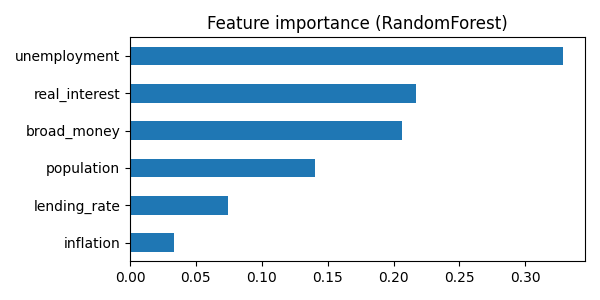 Feature importance (RandomForest)
unemployment
real_interest
broad_money
population
lending_rate
inflation
0.00 0.05 0.10 0.15 0.20 0.25 0.30